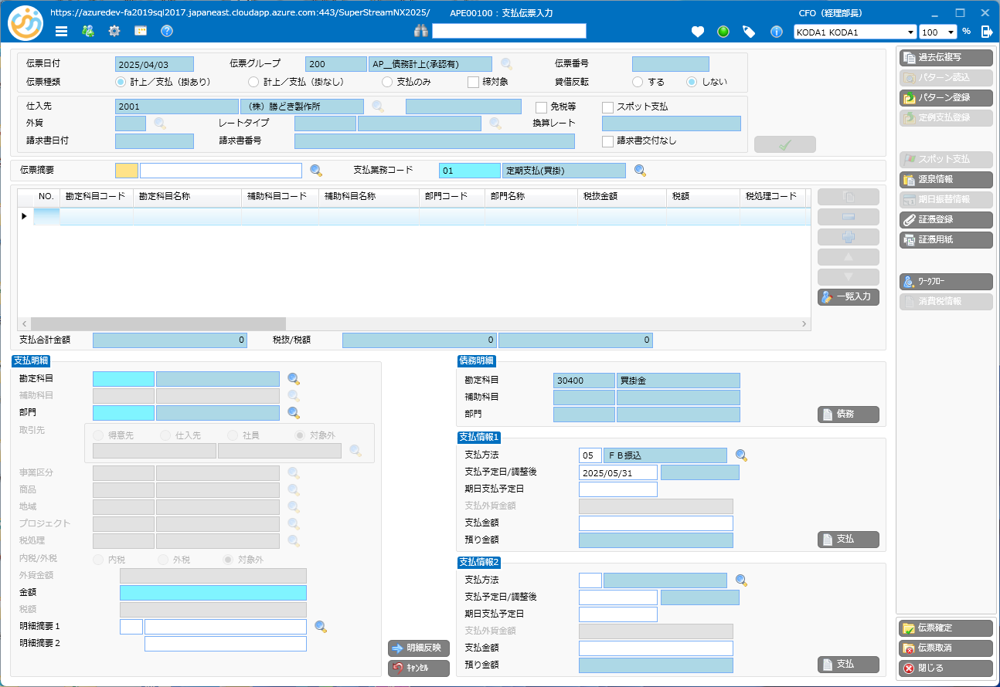 https://azuredev-fa2019sql2017.japaneast.cloudapp.azure.com:443/SuperStreamNX2025/ APE00100：支払伝票入力 CFO（経理部長）
KODA1 KODA1 100 %
伝票日付 2025/04/03 伝票グループ 200 AP＿債務計上(承認有) 伝票番号
伝票種類 計上／支払（掛あり） 計上／支払（掛なし） 支払のみ 締対象 貸借反転 する しない
仕入先 2001 （株）勝どき製作所 免税等 スポット支払
外貨 レートタイプ 換算レート
請求書日付 請求書番号 請求書交付なし
伝票摘要 支払業務コード 01 定期支払(買掛)
NO. 勘定科目コード 勘定科目名称 補助科目コード 補助科目名称 部門コード 部門名称 税抜金額 税額 税処理コード
一覧入力
支払合計金額 0 税抜/税額 0 0
支払明細
勘定科目
補助科目
部門
取引先 得意先 仕入先 社員 対象外
事業区分
商品
地域
プロジェクト
税処理
内税/外税 内税 外税 対象外
外貨金額
金額
税額
明細摘要１
明細摘要２
明細反映
ｷｬﾝｾﾙ
債務明細
勘定科目 30400 買掛金
補助科目
部門 債務
支払情報1
支払方法 05 ＦＢ振込
支払予定日/調整後 2025/05/31
期日支払予定日
支払外貨金額
支払金額
預り金額 支払
支払情報2
支払方法
支払予定日/調整後
期日支払予定日
支払外貨金額
支払金額
預り金額 支払
過去伝複写
パターン読込
パターン登録
定例支払登録
スポット支払
源泉情報
期日振替情報
証憑登録
証憑用紙
ﾜｰｸﾌﾛｰ
消費税情報
伝票確定
伝票取消
閉じる